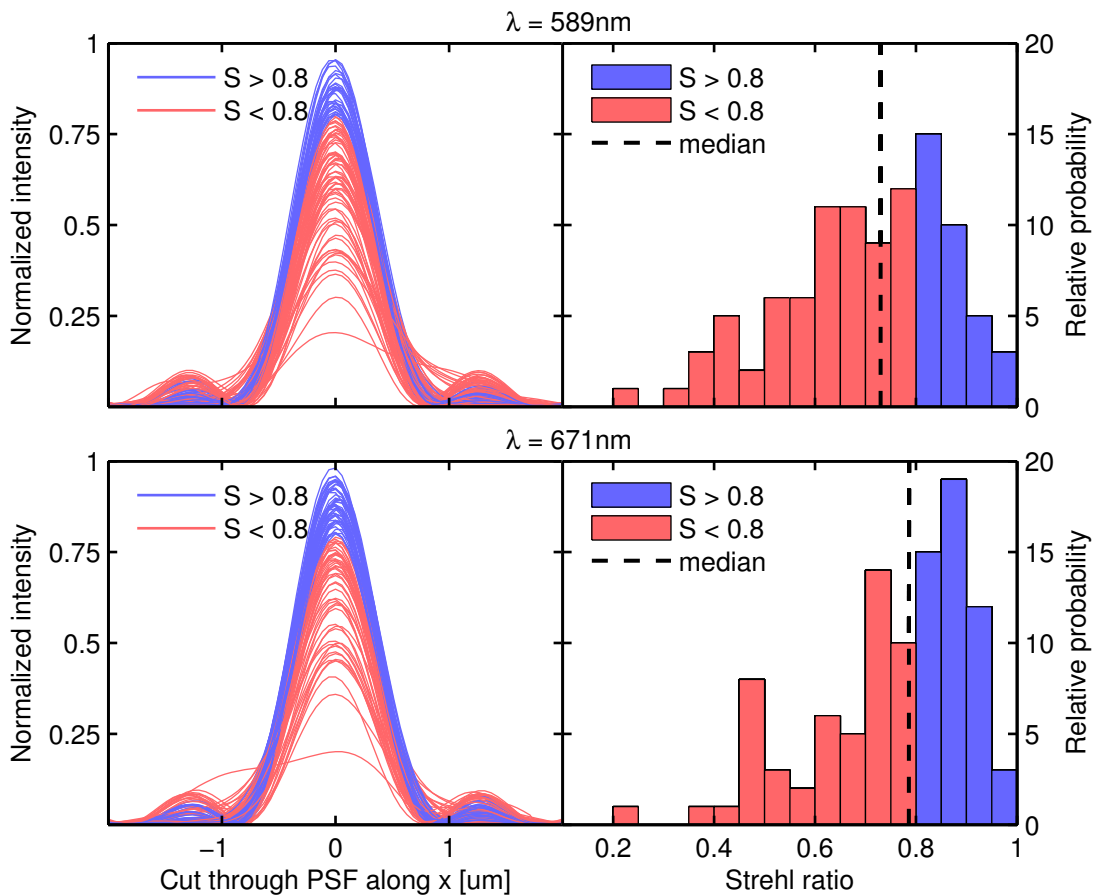 λ = 589nm
Normalized intensity
1
0.75
0.5
0.25
S > 0.8
S < 0.8
S > 0.8
S < 0.8
median
20
15
10
5
0
Relative probability
λ = 671nm
Normalized intensity
1
0.75
0.5
0.25
S > 0.8
S < 0.8
−1
0
1
Cut through PSF along x [um]
S > 0.8
S < 0.8
median
20
15
10
5
0
Relative probability
0.2
0.4
0.6
0.8
1
Strehl ratio